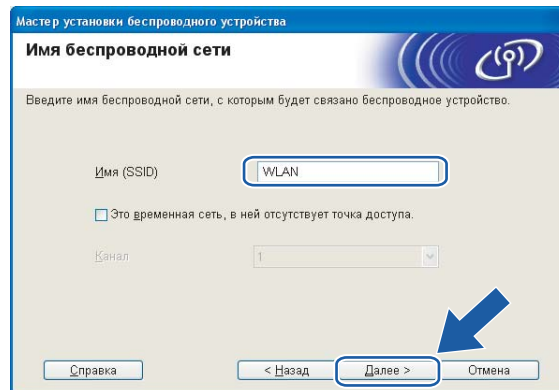 Мастер установки беспроводного устройства
Имя беспроводной сети
Введите имя беспроводной сети, с которым будет связано беспроводное устройство.
Имя (SSID) WLAN
Это временная сеть, в ней отсутствует точка доступа.
Канал 1
Справка < Назад Далее > Отмена